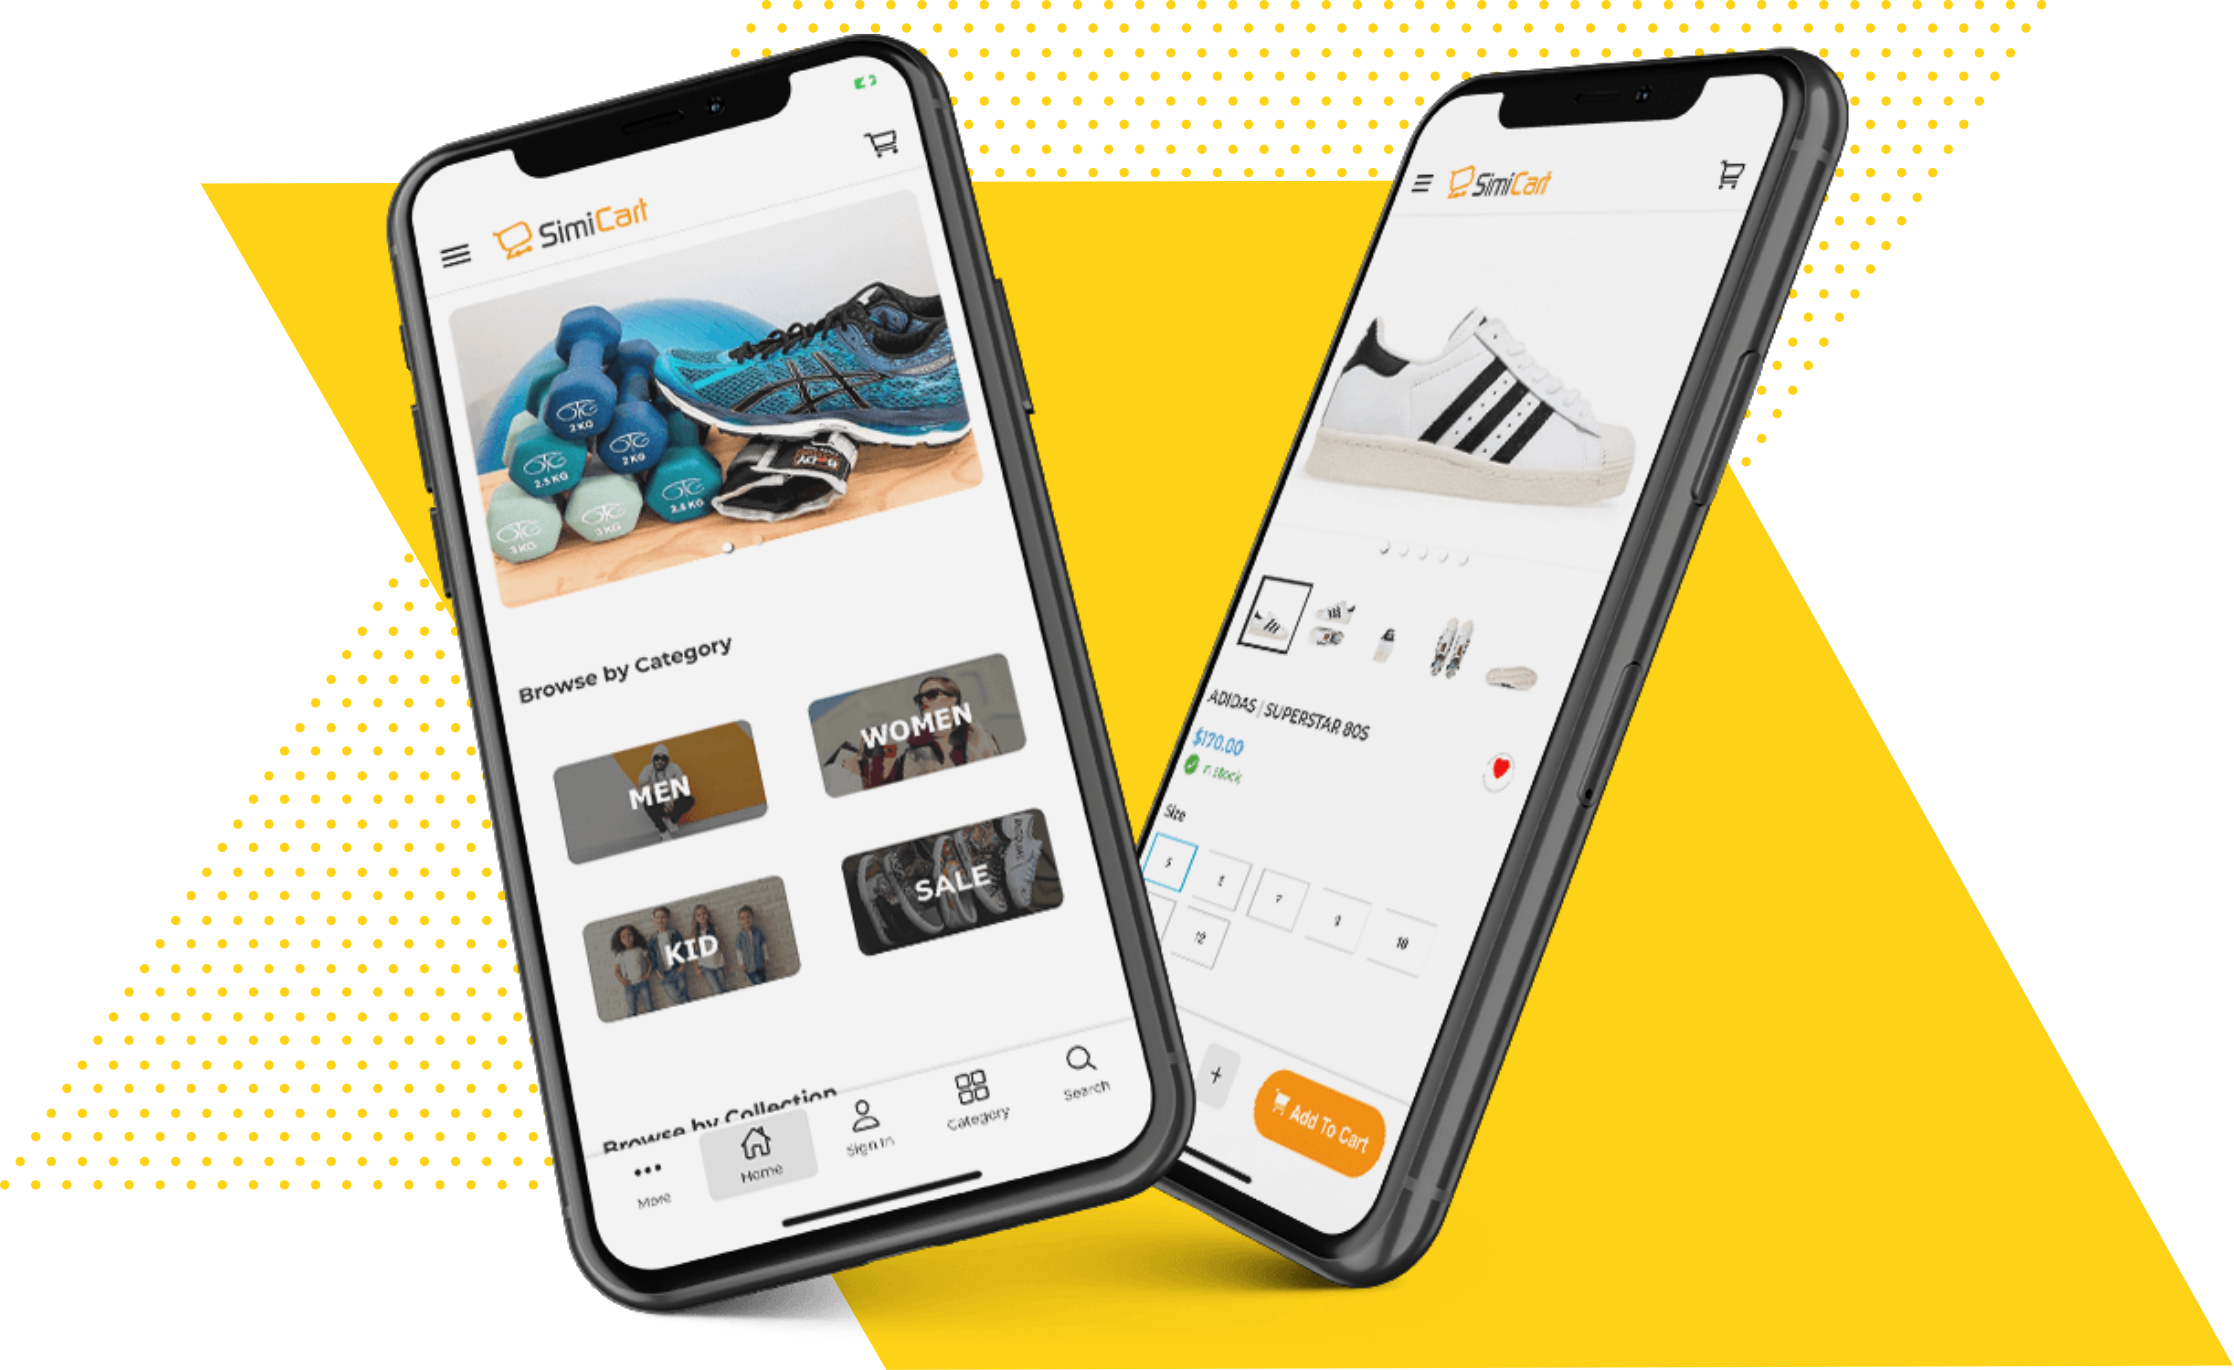 SimiCart
2 KG
2 KG
2.5 KG
2.5 KG
3 KG
3 KG
Browse by Category
MEN
WOMEN
KID
SALE
Browse by Collection
More
Home
Sign In
Category
Search
SimiCart
ADIDAS | SUPERSTAR 80S
$170.00
In stock
Size
5
6
7
9
10
12
+
Add To Cart